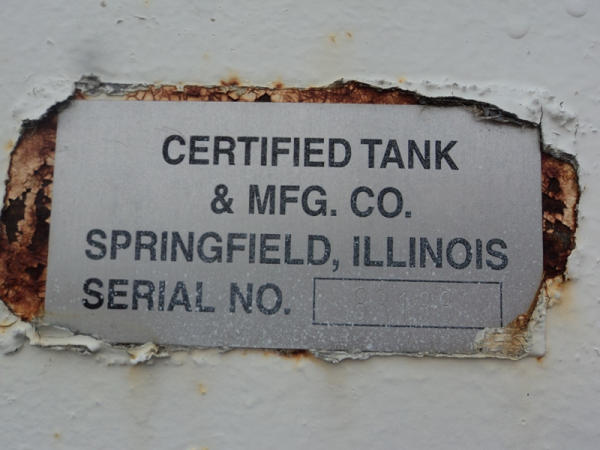 CERTIFIED TANK
& MFG. CO.
SPRINGFIELD, ILLINOIS
SERIAL NO.